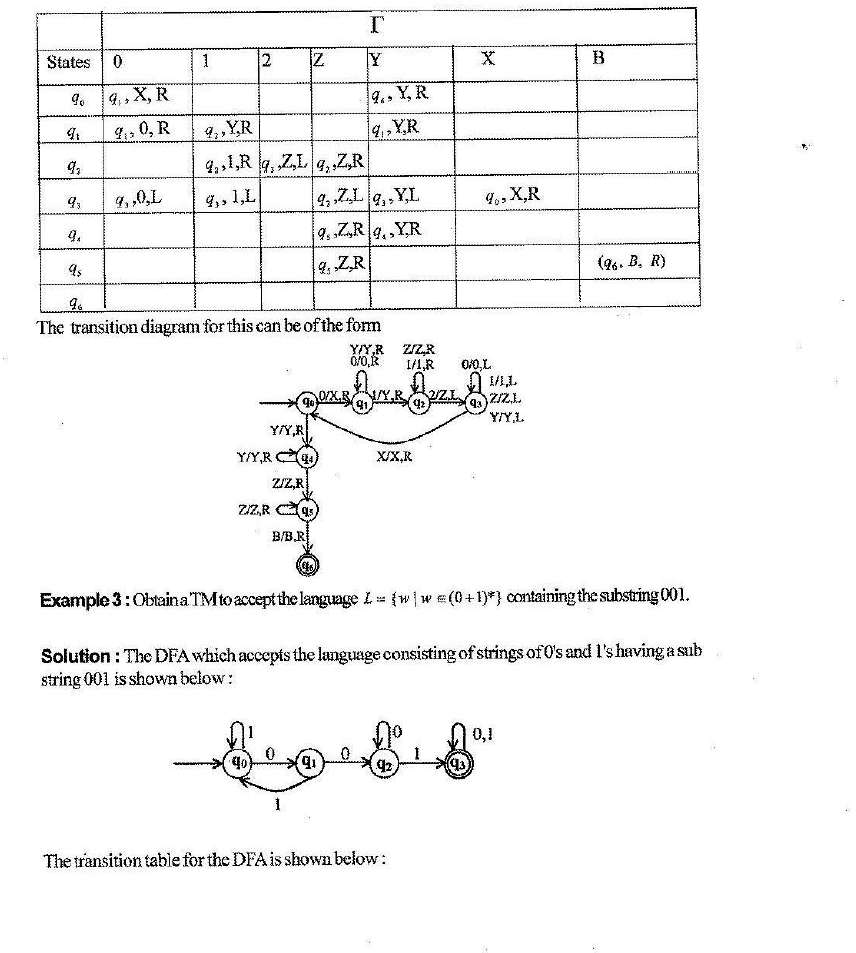 Γ
States 0 1 2 Z Y X B
q₀ q₁, X, R q₄, Y, R
q₁ q₁, 0, R q₂,Y,R q₁,Y,R
q₂ q₂,1,R q₃,Z,L q₂,Z,R
q₃ q₃,0,L q₃, 1,L q₃,Z,L q₃,Y,L q₀, X,R
q₄ q₅,Z,R q₄,Y,R
q₅ q₅,Z,R (q₆, B, R)
q₆
The transition diagram for this can be of the form
Y/Y,R Z/Z,R
0/0,R 1/1,R 0/0,L
1/1,L
q₀ 0/X,R q₁ 1/Y,R q₂ 2/Z,L q₃ Z/Z,L
Y/Y,L
Y/Y,R
Y/Y,R q₄ X/X,R
Z/Z,R
Z/Z,R q₅
B/B,R
q₆
Example 3 : Obtain a TM to accept the language L = {w | w ∈ (0+1)*} containing the substring 001.
Solution : The DFA which accepts the language consisting of strings of 0's and 1's having a sub
string 001 is shown below :
1 0 0,1
q₀ 0 q₁ 0 q₂ 1 q₃
1
The transition table for the DFA is shown below :